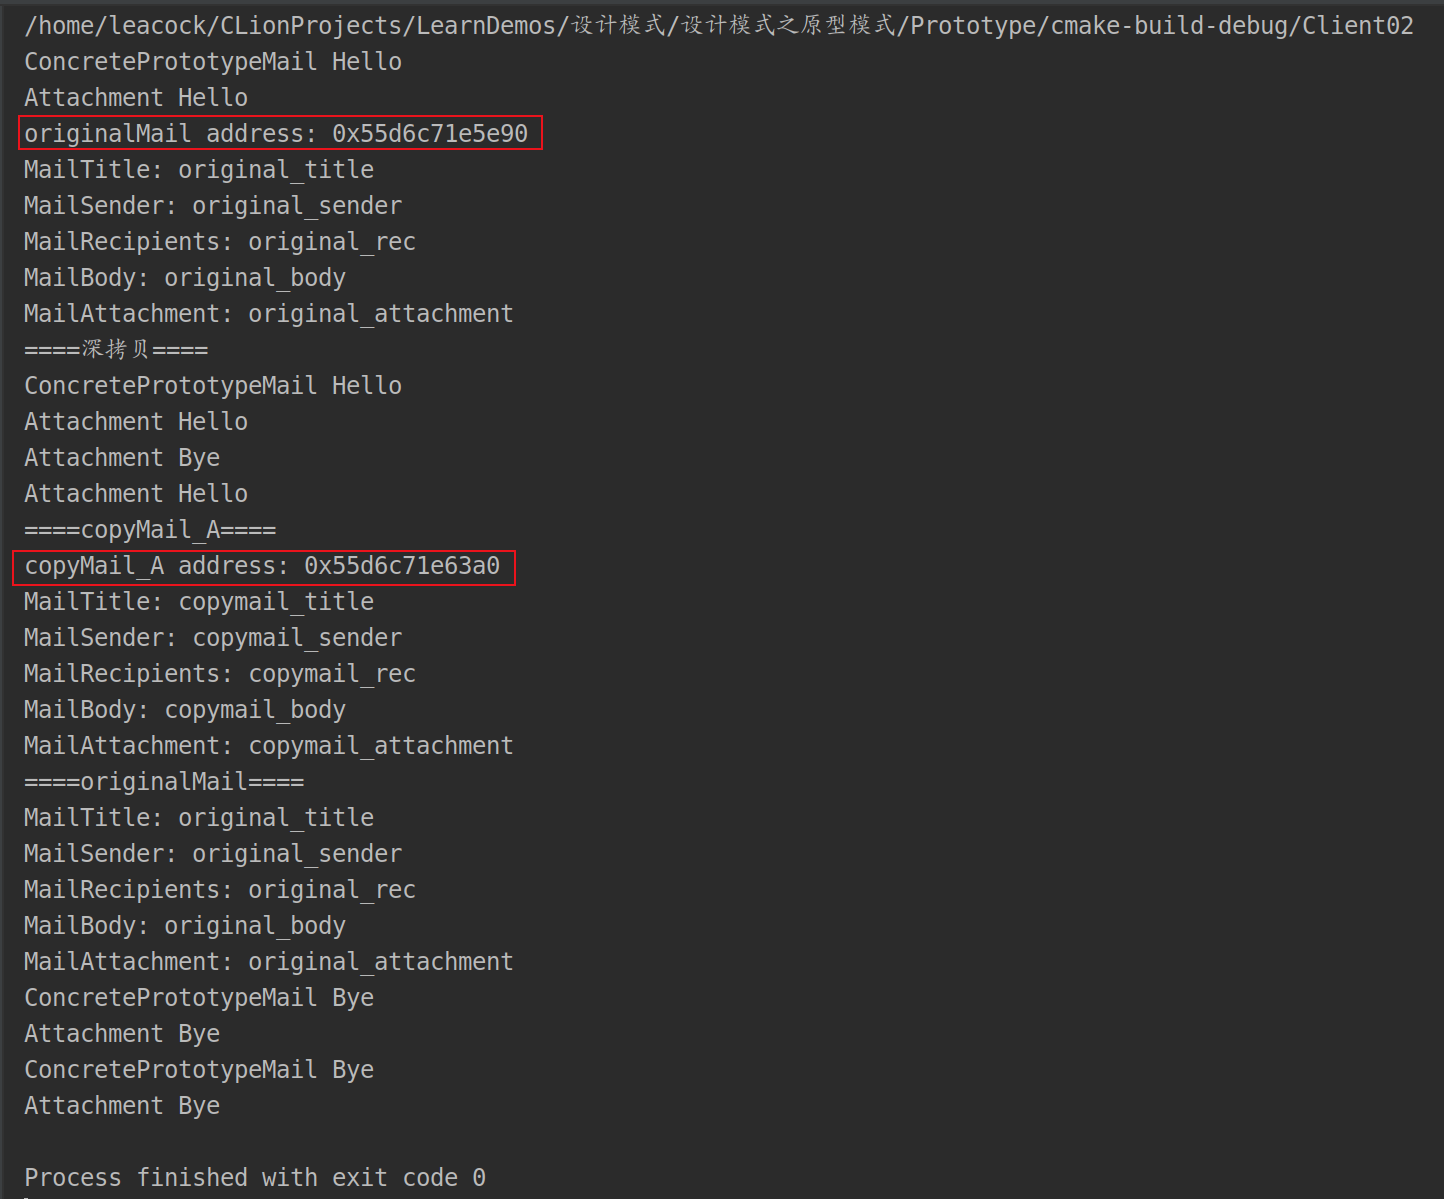 /home/leacock/CLionProjects/LearnDemos/设计模式/设计模式之原型模式/Prototype/cmake-build-debug/Client02
ConcretePrototypeMail Hello
Attachment Hello
originalMail address: 0x55d6c71e5e90
MailTitle: original_title
MailSender: original_sender
MailRecipients: original_rec
MailBody: original_body
MailAttachment: original_attachment
====深拷贝====
ConcretePrototypeMail Hello
Attachment Hello
Attachment Bye
Attachment Hello
====copyMail_A====
copyMail_A address: 0x55d6c71e63a0
MailTitle: copymail_title
MailSender: copymail_sender
MailRecipients: copymail_rec
MailBody: copymail_body
MailAttachment: copymail_attachment
====originalMail====
MailTitle: original_title
MailSender: original_sender
MailRecipients: original_rec
MailBody: original_body
MailAttachment: original_attachment
ConcretePrototypeMail Bye
Attachment Bye
ConcretePrototypeMail Bye
Attachment Bye
Process finished with exit code 0